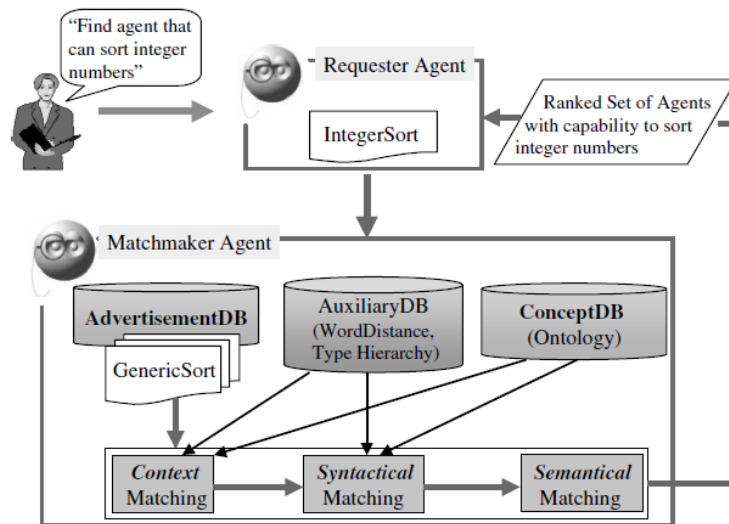 “Find agent that
can sort integer
numbers”
Requester Agent
IntegerSort
Ranked Set of Agents
with capability to sort
integer numbers
Matchmaker Agent
AdvertisementDB
GenericSort
AuxiliaryDB
(WordDistance,
Type Hierarchy)
ConceptDB
(Ontology)
Context
Matching
Syntactical
Matching
Semantical
Matching